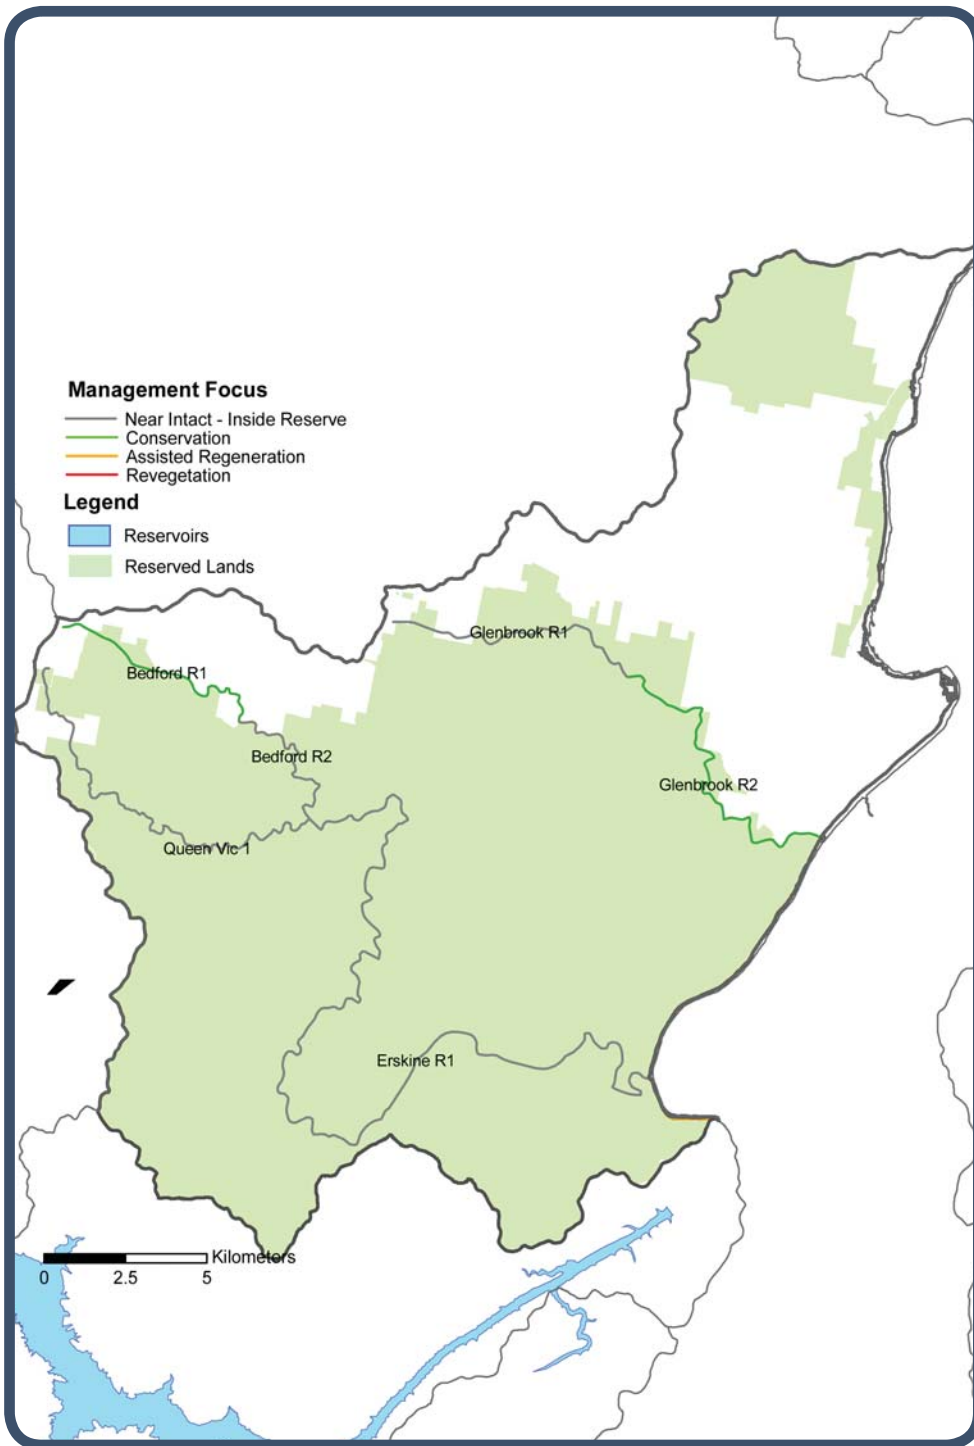 Management Focus
Near Intact - Inside Reserve
Conservation
Assisted Regeneration
Revegetation
Legend
Reservoirs
Reserved Lands
Glenbrook R1
Bedford R1
Bedford R2
Glenbrook R2
Queen Vic 1
Erskine R1
Kilometers
0 2.5 5